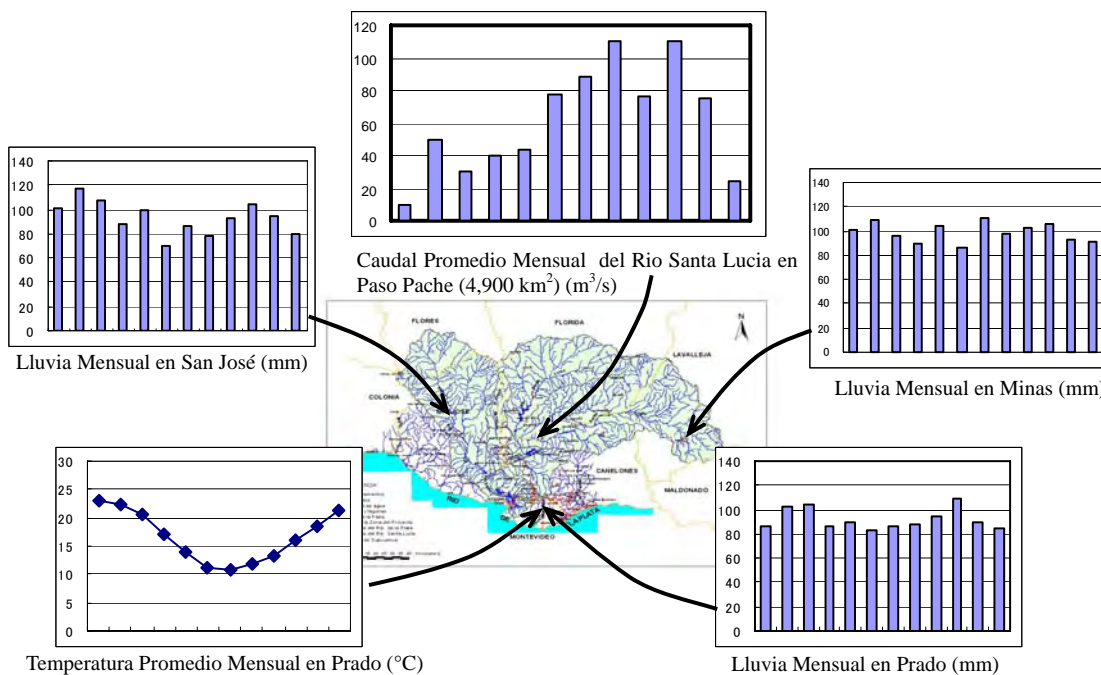 120
100
80
60
40
20
0
Caudal Promedio Mensual del Rio Santa Lucia en
Paso Pache (4,900 km²) (m³/s)
140
120
100
80
60
40
20
0
Lluvia Mensual en San José (mm)
140
120
100
80
60
40
20
0
Lluvia Mensual en Minas (mm)
FLORES
FLORIDA
N
LAVALLEJA
COLONIA
CANELONES
MALDONADO
RIO
DE
LA PLATA
MONTEVIDEO
30
25
20
15
10
5
0
Temperatura Promedio Mensual en Prado (°C)
140
120
100
80
60
40
20
0
Lluvia Mensual en Prado (mm)